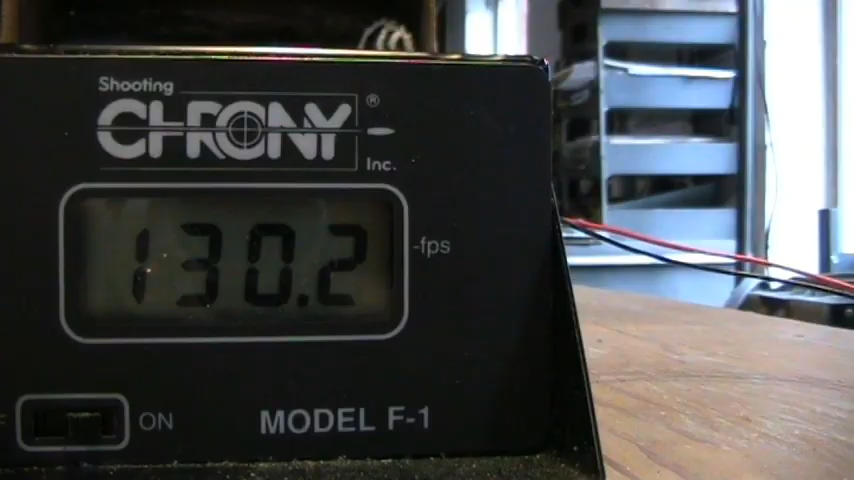 Shooting
CHRONY®
Inc.
130.2 -fps
ON
MODEL F-1